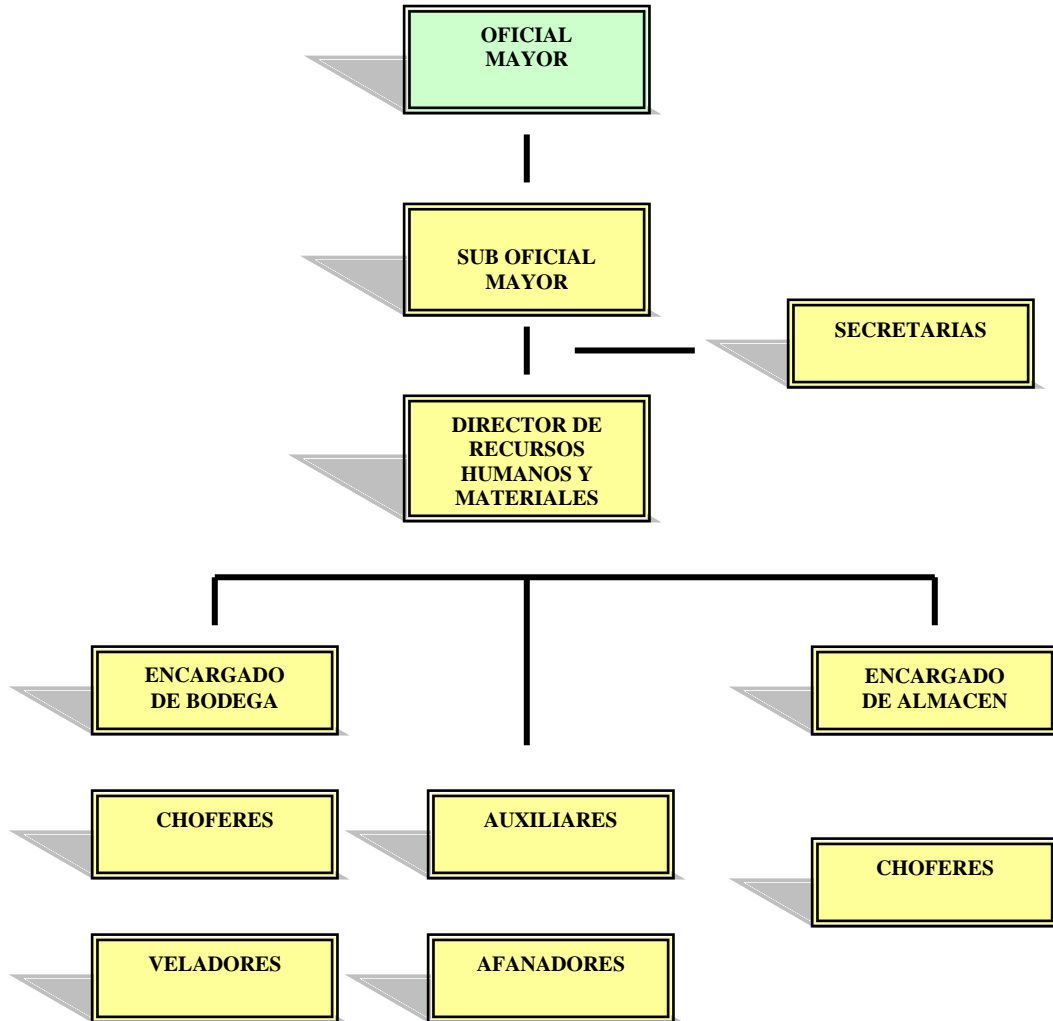 OFICIAL
MAYOR
SUB OFICIAL
MAYOR
SECRETARIAS
DIRECTOR DE
RECURSOS
HUMANOS Y
MATERIALES
ENCARGADO
DE BODEGA
ENCARGADO
DE ALMACEN
CHOFERES
AUXILIARES
CHOFERES
VELADORES
AFANADORES